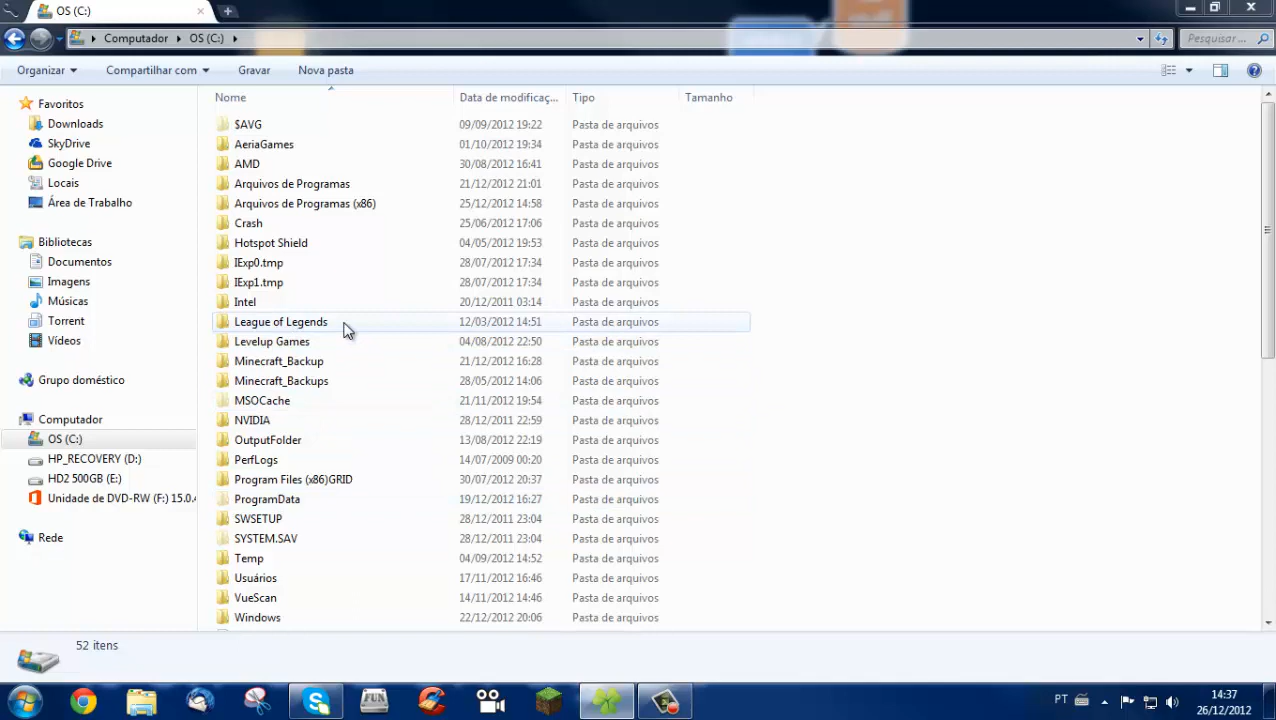 OS (C:)
Computador OS (C:) Pesquisar ...
Organizar Compartilhar com Gravar Nova pasta
Nome Data de modificaç... Tipo Tamanho
Favoritos
Downloads
SkyDrive
Google Drive
Locais
Área de Trabalho
Bibliotecas
Documentos
Imagens
Músicas
Torrent
Vídeos
Grupo doméstico
Computador
OS (C:)
HP_RECOVERY (D:)
HD2 500GB (E:)
Unidade de DVD-RW (F:) 15.0.4
Rede
$AVG 09/09/2012 19:22 Pasta de arquivos
AeriaGames 01/10/2012 19:34 Pasta de arquivos
AMD 30/08/2012 16:41 Pasta de arquivos
Arquivos de Programas 21/12/2012 21:01 Pasta de arquivos
Arquivos de Programas (x86) 25/12/2012 14:58 Pasta de arquivos
Crash 25/06/2012 17:06 Pasta de arquivos
Hotspot Shield 04/05/2012 19:53 Pasta de arquivos
IExp0.tmp 28/07/2012 17:34 Pasta de arquivos
IExp1.tmp 28/07/2012 17:34 Pasta de arquivos
Intel 20/12/2011 03:14 Pasta de arquivos
League of Legends 12/03/2012 14:51 Pasta de arquivos
Levelup Games 04/08/2012 22:50 Pasta de arquivos
Minecraft_Backup 21/12/2012 16:28 Pasta de arquivos
Minecraft_Backups 28/05/2012 14:06 Pasta de arquivos
MSOCache 21/11/2012 19:54 Pasta de arquivos
NVIDIA 28/12/2011 22:59 Pasta de arquivos
OutputFolder 13/08/2012 22:19 Pasta de arquivos
PerfLogs 14/07/2009 00:20 Pasta de arquivos
Program Files (x86)GRID 30/07/2012 20:37 Pasta de arquivos
ProgramData 19/12/2012 16:27 Pasta de arquivos
SWSETUP 28/12/2011 23:04 Pasta de arquivos
SYSTEM.SAV 28/12/2011 23:04 Pasta de arquivos
Temp 04/09/2012 14:52 Pasta de arquivos
Usuários 17/11/2012 16:46 Pasta de arquivos
VueScan 14/11/2012 14:46 Pasta de arquivos
Windows 22/12/2012 20:06 Pasta de arquivos
52 itens
FUN
PT
14:37
26/12/2012